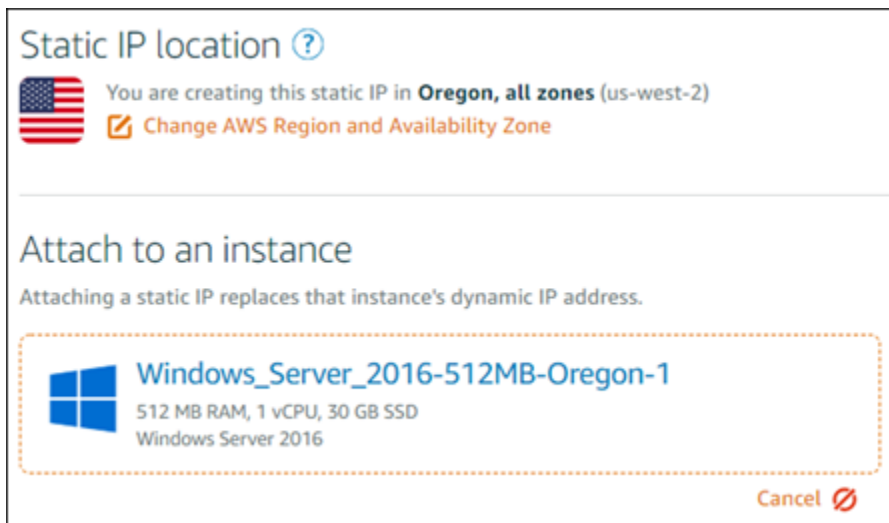 Static IP location ?
You are creating this static IP in Oregon, all zones (us-west-2)
Change AWS Region and Availability Zone
Attach to an instance
Attaching a static IP replaces that instance's dynamic IP address.
Windows_Server_2016-512MB-Oregon-1
512 MB RAM, 1 vCPU, 30 GB SSD
Windows Server 2016
Cancel